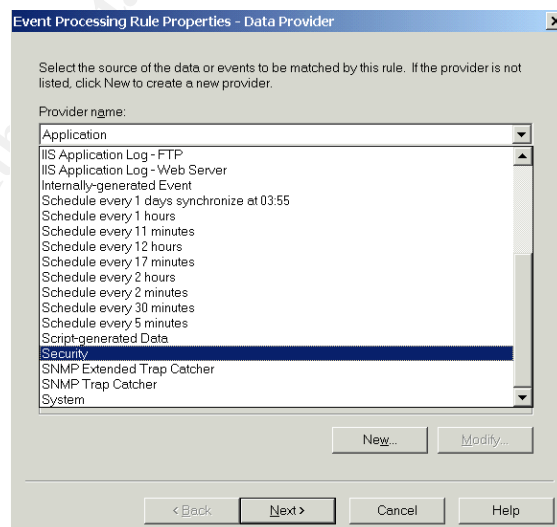 Event Processing Rule Properties - Data Provider
Select the source of the data or events to be matched by this rule. If the provider is not
listed, click New to create a new provider.
Provider name:
Application
IIS Application Log - FTP
IIS Application Log - Web Server
Internally-generated Event
Schedule every 1 days synchronize at 03:55
Schedule every 1 hours
Schedule every 11 minutes
Schedule every 12 hours
Schedule every 17 minutes
Schedule every 2 hours
Schedule every 2 minutes
Schedule every 30 minutes
Schedule every 5 minutes
Script-generated Data
Security
SNMP Extended Trap Catcher
SNMP Trap Catcher
System
New... Modify...
< Back Next > Cancel Help